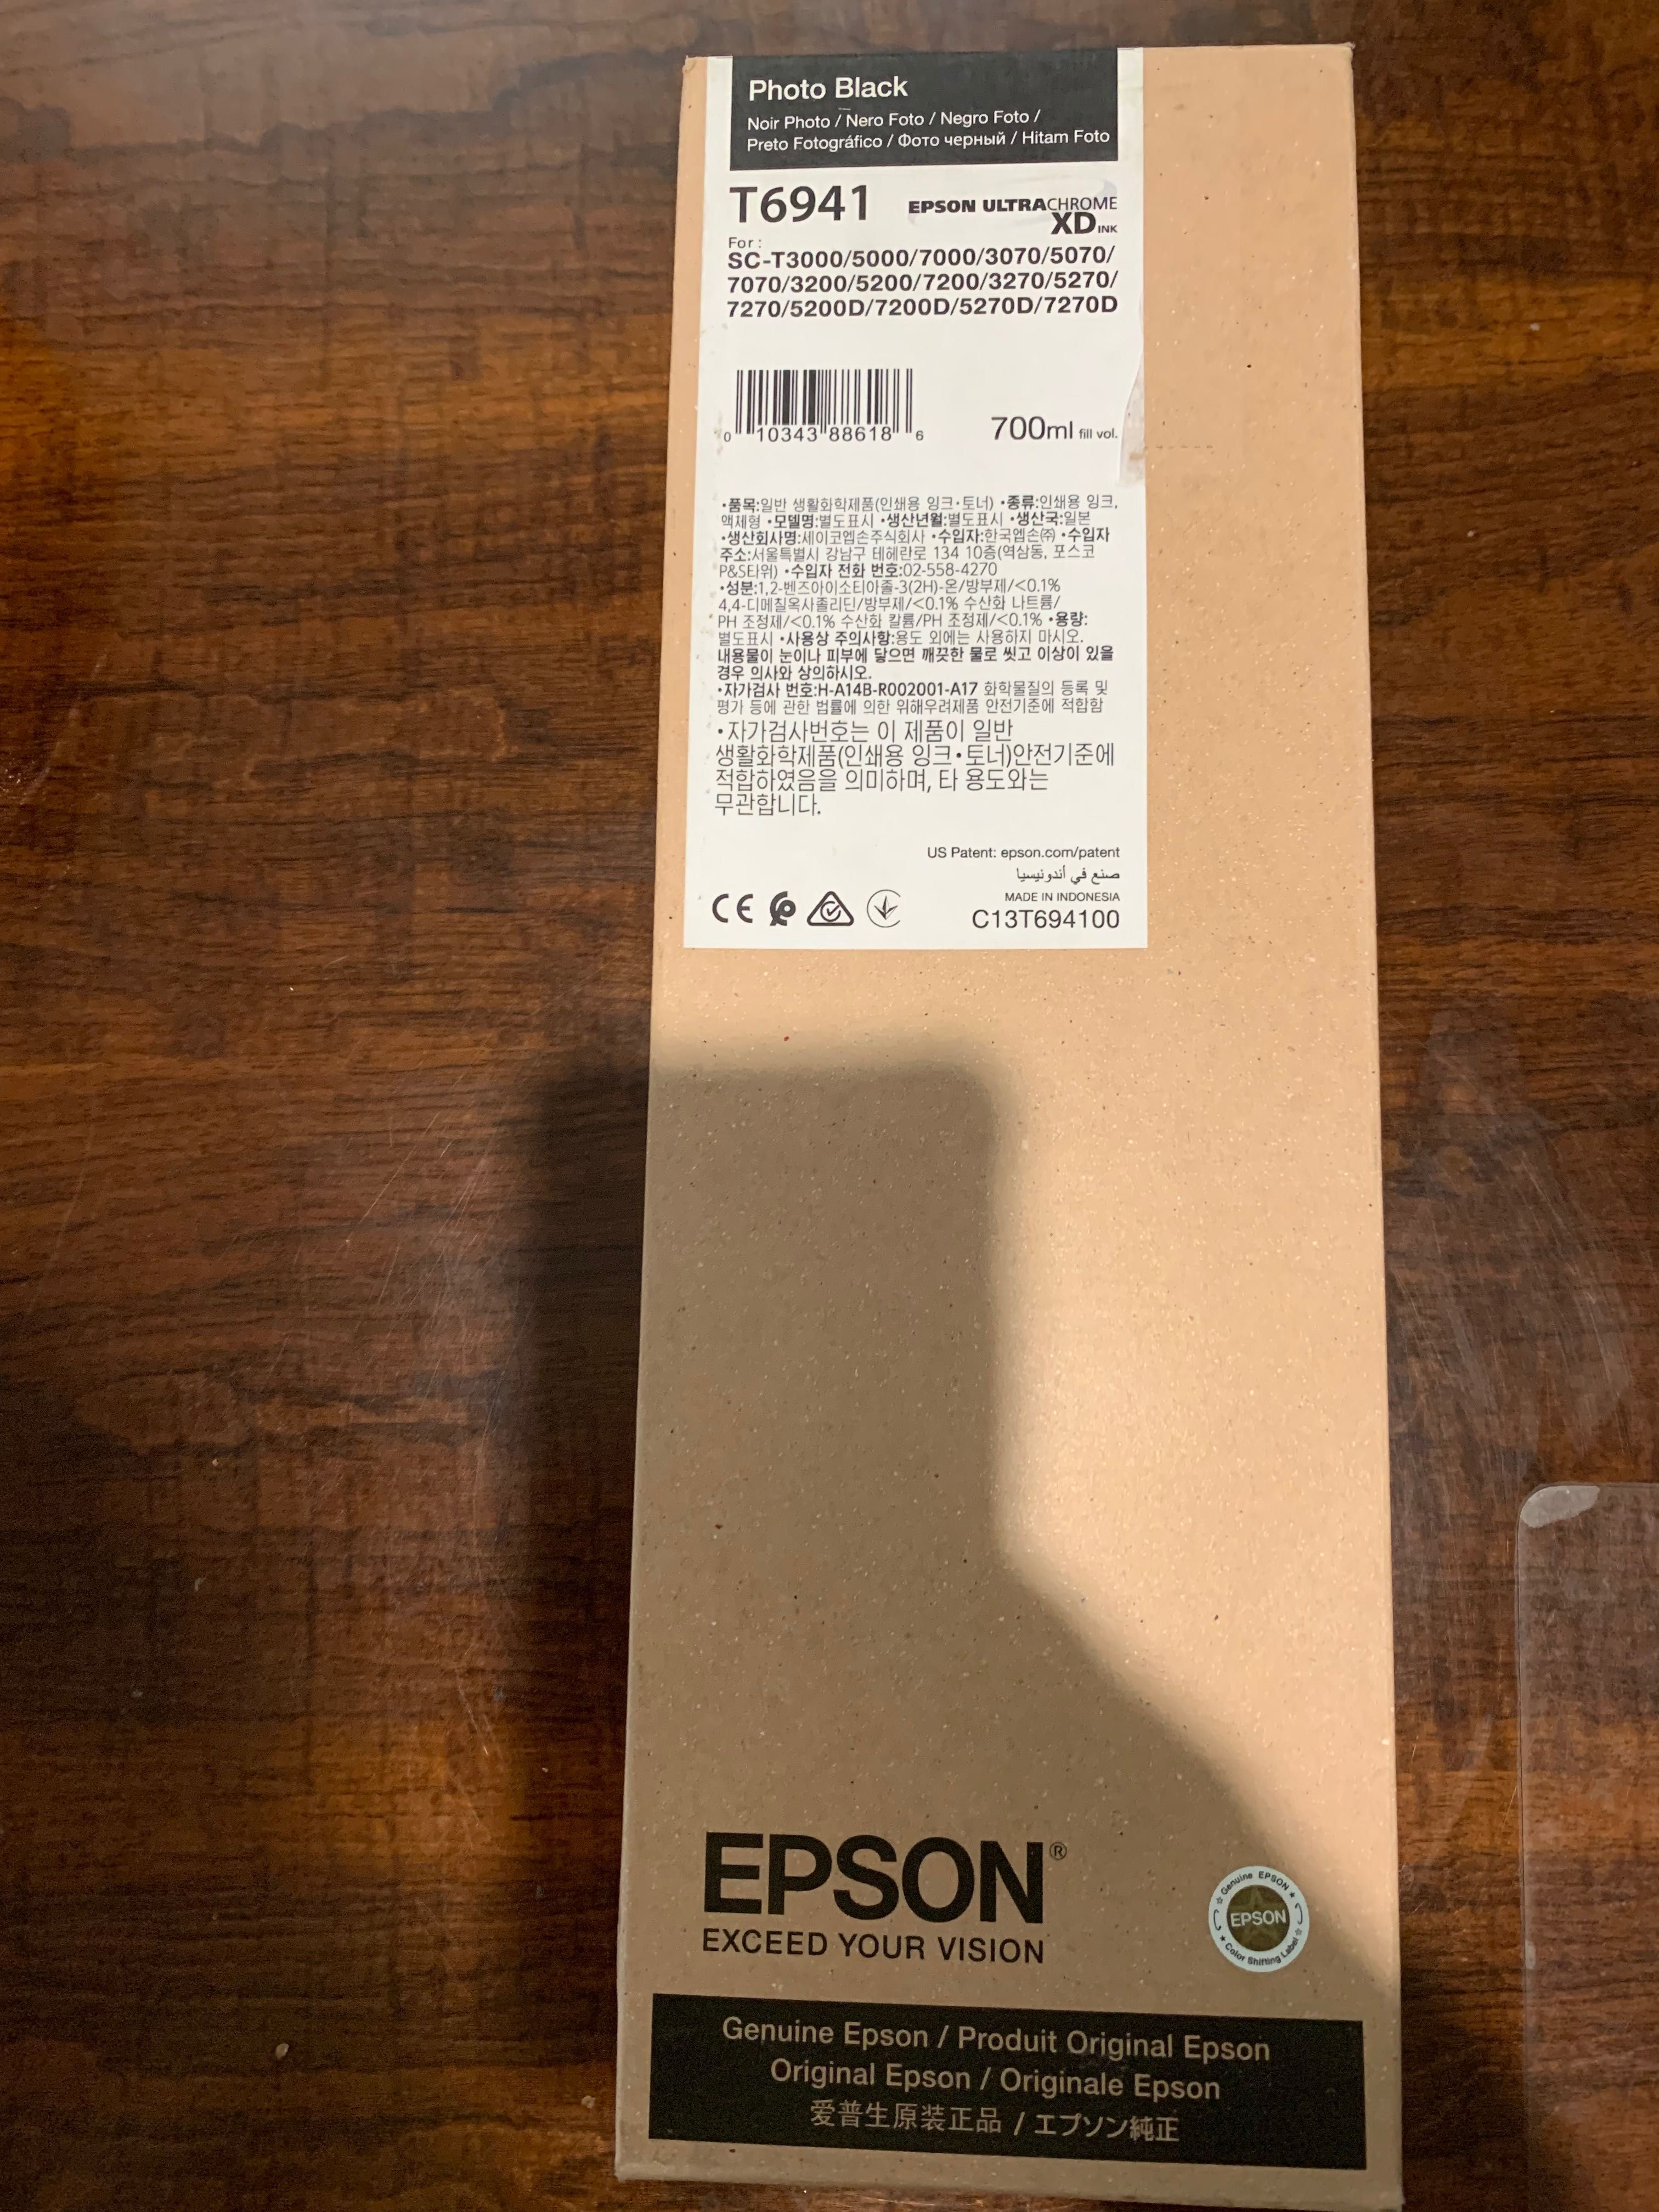 Photo Black
Noir Photo / Nero Foto / Negro Foto /
Preto Fotográfico / Фото черный / Hitam Foto
T6941
EPSON ULTRACHROME
XD INK
For :
SC-T3000/5000/7000/3070/5070/
7070/3200/5200/7200/3270/5270/
7270/5200D/7200D/5270D/7270D
0 10343 88618 6
700ml fill vol.
•품목:일반 생활화학제품(인쇄용 잉크·토너) •종류:인쇄용 잉크,
액체형 •모델명:별도표시 •생산년월:별도표시 •생산국:일본
•생산회사명:세이코엡손주식회사 •수입자:한국엡손㈜ •수입자
주소:서울특별시 강남구 테헤란로 134 10층(역삼동, 포스코
P&S타워) •수입자 전화 번호:02-558-4270
•성분:1,2-벤즈아이소티아졸-3(2H)-온/방부제/<0.1%
4,4-디메칠옥사졸리딘/방부제/<0.1% 수산화 나트륨/
PH 조정제/<0.1% 수산화 칼륨/PH 조정제/<0.1% •용량:
별도표시 •사용상 주의사항:용도 외에는 사용하지 마시오.
내용물이 눈이나 피부에 닿으면 깨끗한 물로 씻고 이상이 있을
경우 의사와 상의하시오.
•자가검사 번호:H-A14B-R002001-A17 화학물질의 등록 및
평가 등에 관한 법률에 의한 위해우려제품 안전기준에 적합함
•자가검사번호는 이 제품이 일반
생활화학제품(인쇄용 잉크•토너)안전기준에
적합하였음을 의미하며, 타 용도와는
무관합니다.
US Patent: epson.com/patent
صنع في أندونيسيا
MADE IN INDONESIA
CE
C13T694100
EPSON®
EXCEED YOUR VISION
Genuine EPSON
EPSON
Color Shifting Label
Genuine Epson / Produit Original Epson
Original Epson / Originale Epson
爱普生原装正品 / エプソン純正